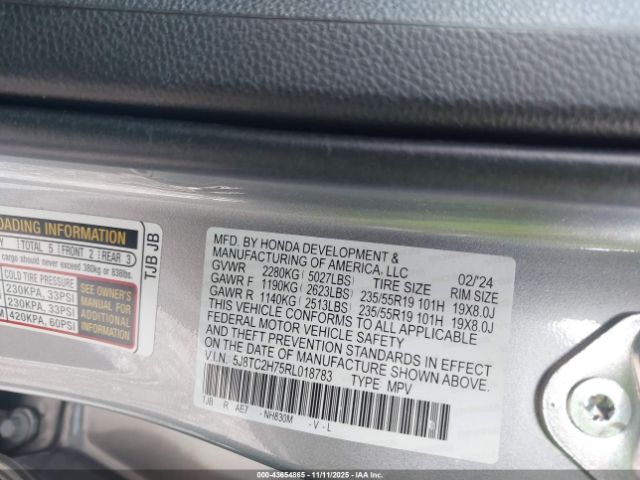 OADING INFORMATION
Y TOTAL 5 FRONT 2 REAR 3
cargo should never exceed 380kg or 838lbs.
COLD TIRE PRESSURE
230KPA, 33PSI
230KPA, 33PSI
420KPA, 60PSI
SEE OWNER'S
MANUAL FOR
ADDITIONAL
INFORMATION
TJB JB
MFD. BY HONDA DEVELOPMENT &
MANUFACTURING OF AMERICA, LLC 02/'24
GVWR 2280KG( 5027LBS) TIRE SIZE RIM SIZE
GAWR F 1190KG( 2623LBS) 235/55R19 101H 19X8.0J
GAWR R 1140KG( 2513LBS) 235/55R19 101H 19X8.0J
THIS VEHICLE CONFORMS TO ALL APPLICABLE
FEDERAL MOTOR VEHICLE SAFETY
AND THEFT PREVENTION STANDARDS IN EFFECT
ON THE DATE OF MANUFACTURE SHOWN ABOVE.
V.I.N. 5J8TC2H75RL018783 TYPE MPV
TJB R AE7 -NH830M -V-L
000-43654865 - 11/11/2025 - IAAI.COM